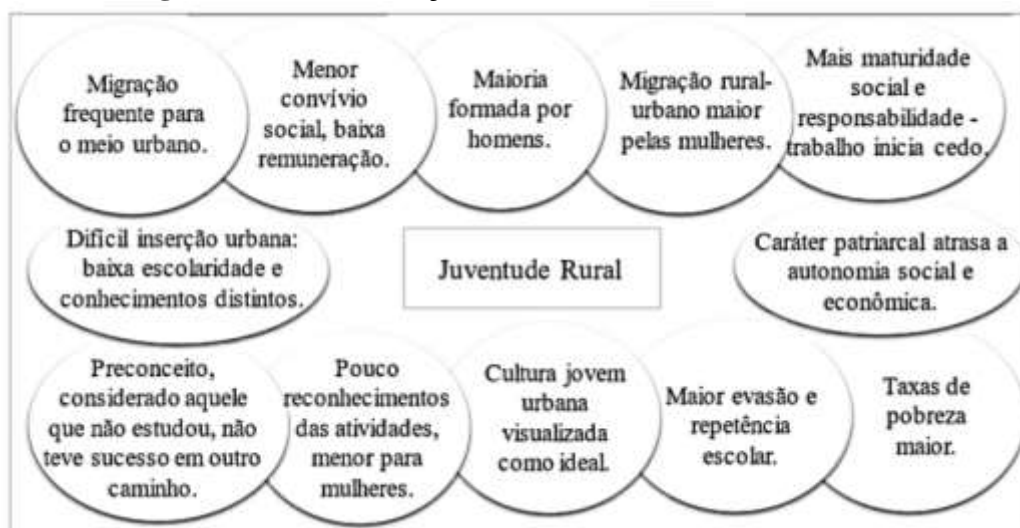 Migração
frequente para
o meio urbano.
Menor
convívio
social, baixa
remuneração.
Maioria
formada por
homens.
Migração rural-
urbano maior
pelas mulheres.
Mais maturidade
social e
responsabilidade -
trabalho inicia cedo.
Difícil inserção urbana:
baixa escolaridade e
conhecimentos distintos.
Juventude Rural
Caráter patriarcal atrasa a
autonomia social e
econômica.
Preconceito,
considerado aquele
que não estudou, não
teve sucesso em outro
caminho.
Pouco
reconhecimentos
das atividades,
menor para
mulheres.
Cultura jovem
urbana
visualizada
como ideal.
Maior evasão e
repetência
escolar.
Taxas de
pobreza
maior.